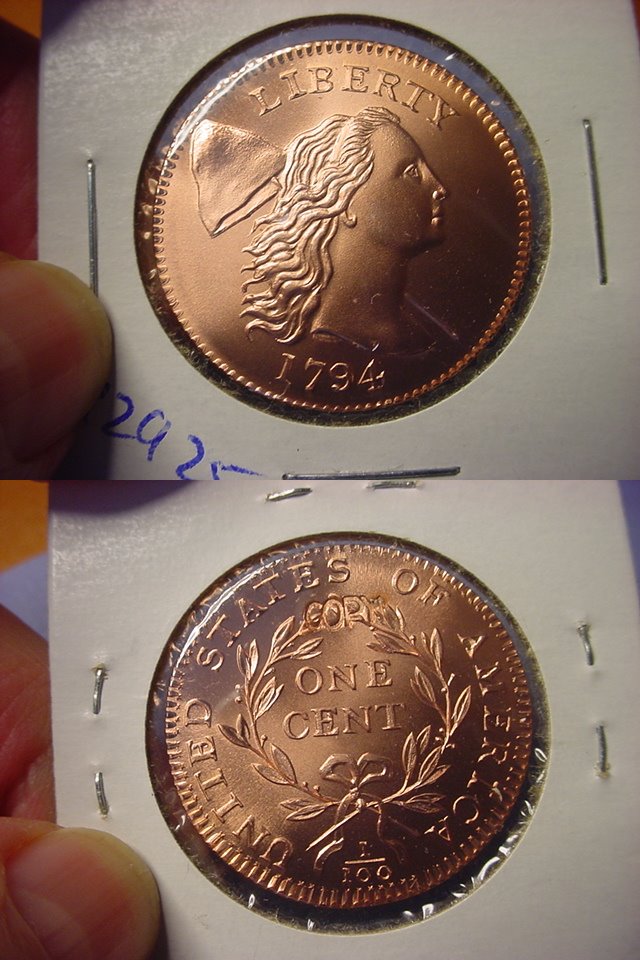 LIBERTY
1794
2925
UNITED STATES OF AMERICA
COPY
ONE
CENT
1
100